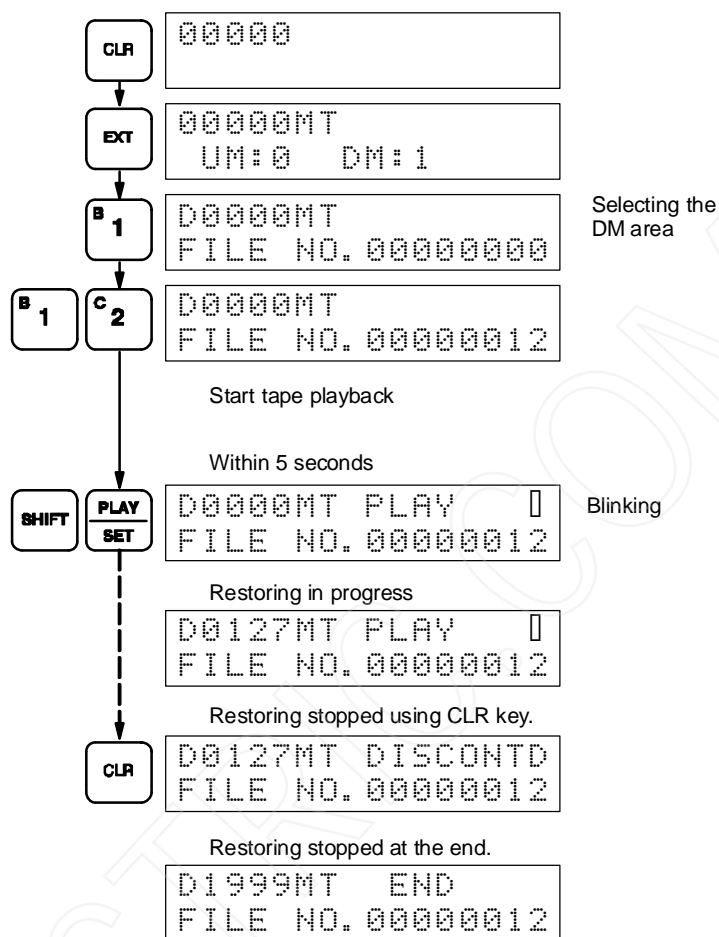 CLR
00000
EXT
00000MT
UM:0 DM:1
B 1
D0000MT
FILE NO.00000000
Selecting the
DM area
B 1
C 2
D0000MT
FILE NO.00000012
Start tape playback
Within 5 seconds
SHIFT
PLAY
SET
D0000MT PLAY
FILE NO.00000012
Blinking
Restoring in progress
D0127MT PLAY
FILE NO.00000012
Restoring stopped using CLR key.
CLR
D0127MT DISCONTD
FILE NO.00000012
Restoring stopped at the end.
D1999MT END
FILE NO.00000012